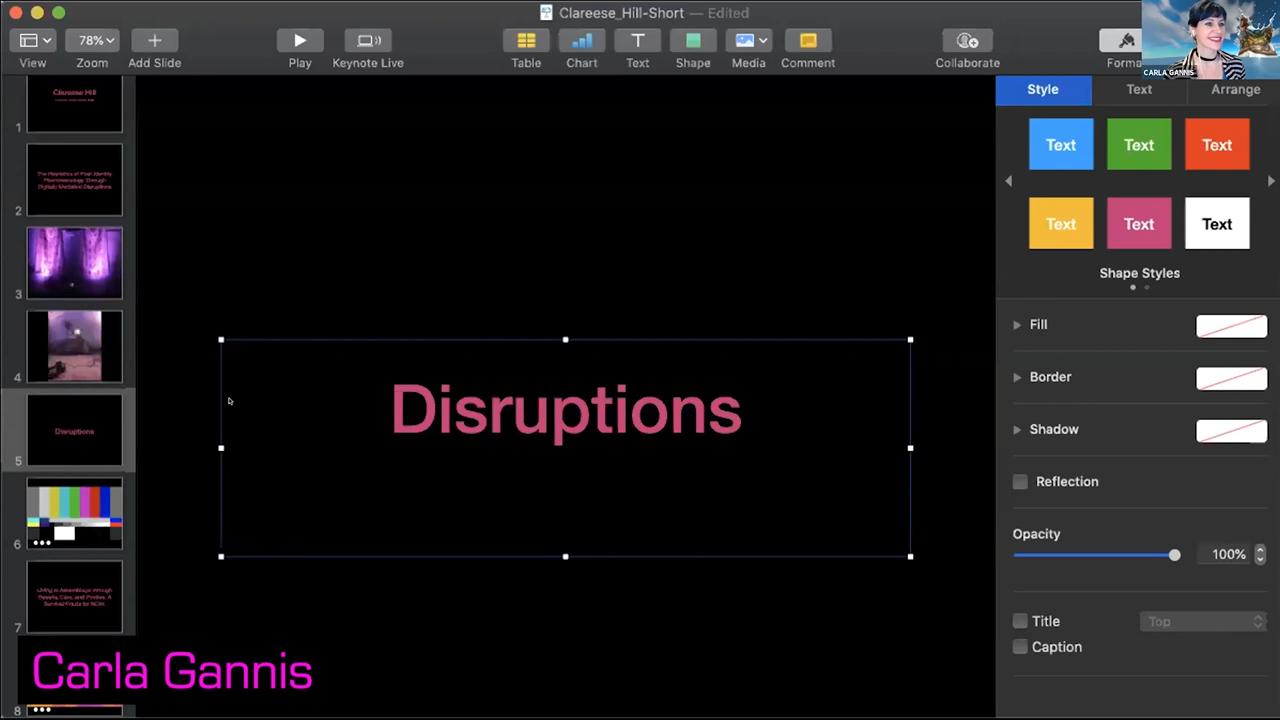 Clareese_Hill-Short — Edited
78%
View
Zoom
Add Slide
Play
Keynote Live
Table
Chart
Text
Shape
Media
Comment
Collaborate
Forma
CARLA GANNIS
Style
Text
Arrange
Text
Text
Text
Text
Text
Text
Shape Styles
Fill
Border
Shadow
Reflection
Opacity
100%
Title
Top
Caption
Clareese Hill
1
2
3
4
Disruptions
5
6
7
8
Disruptions
Carla Gannis